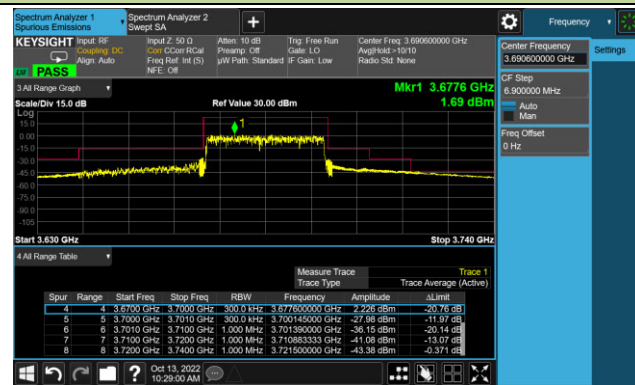 Spectrum Analyzer 1
Spurious Emissions
Spectrum Analyzer 2
Swept SA
Frequency
KEYSIGHT
Input: RF
Coupling: DC
Align: Auto
Input Z: 50 Ω
Corr CCorr RCal
Freq Ref: Int (S)
NFE: Off
Atten: 10 dB
Preamp: Off
µW Path: Standard
Trig: Free Run
Gate: LO
IF Gain: Low
Center Freq: 3.690600000 GHz
Avg|Hold:>10/10
Radio Std: None
LM PASS
3 All Range Graph
Mkr1 3.6776 GHz
1.69 dBm
Scale/Div 15.0 dB
Ref Value 30.00 dBm
Log
15.0
0.00
-15.0
-30.0
-45.0
-60.0
-75.0
-90.0
-105
1
Start 3.630 GHz
Stop 3.740 GHz
4 All Range Table
Measure Trace Trace 1
Trace Type Trace Average (Active)
Spur Range Start Freq Stop Freq RBW Frequency Amplitude ΔLimit
4 4 3.6700 GHz 3.7000 GHz 300.0 kHz 3.677600000 GHz 2.226 dBm -20.76 dB
5 5 3.7000 GHz 3.7010 GHz 300.0 kHz 3.700145000 GHz -27.98 dBm -11.97 dB
6 6 3.7010 GHz 3.7100 GHz 1.000 MHz 3.701390000 GHz -36.15 dBm -20.14 dB
7 7 3.7100 GHz 3.7200 GHz 1.000 MHz 3.710883333 GHz -41.08 dBm -13.07 dB
8 8 3.7200 GHz 3.7400 GHz 1.000 MHz 3.721500000 GHz -43.38 dBm -0.371 dB
Center Frequency
3.690600000 GHz
Settings
CF Step
6.900000 MHz
Auto
Man
Freq Offset
0 Hz
Oct 13, 2022
10:29:00 AM